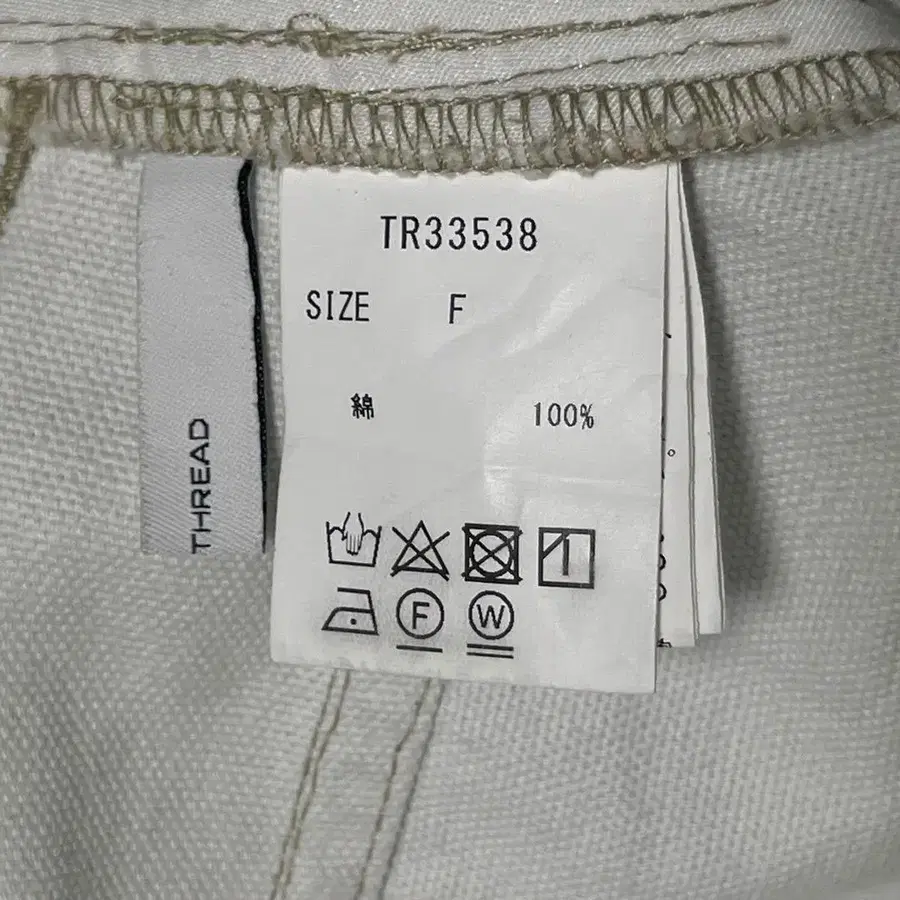 THREAD
TR33538
SIZE F
綿 100%
F W